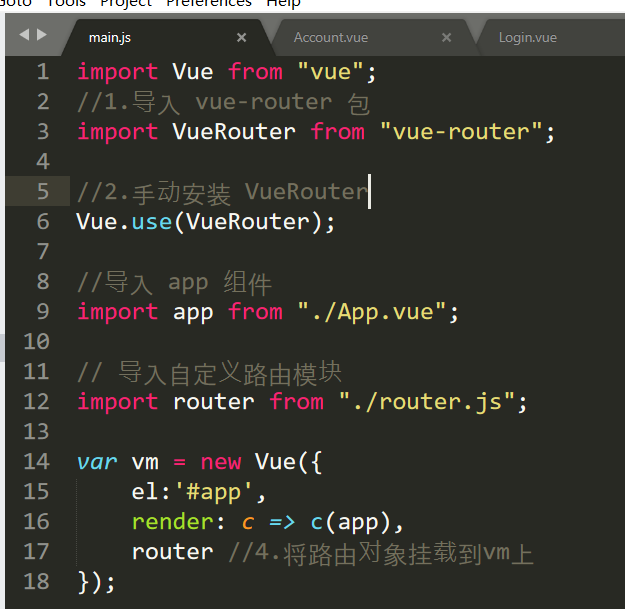 Goto Tools Project Preferences Help
main.js × Account.vue × Login.vue
1 import Vue from "vue";
2 //1.导入 vue-router 包
3 import VueRouter from "vue-router";
4
5 //2.手动安装 VueRouter
6 Vue.use(VueRouter);
7
8 //导入 app 组件
9 import app from "./App.vue";
10
11 // 导入自定义路由模块
12 import router from "./router.js";
13
14 var vm = new Vue({
15 el:'#app',
16 render: c => c(app),
17 router //4.将路由对象挂载到vm上
18 });